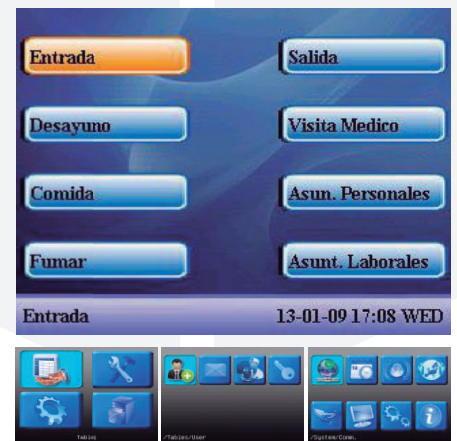 Entrada Salida
Desayuno Visita Medico
Comida Asun. Personales
Fumar Asunt. Laborales
Entrada 13-01-09 17:08 WED
Tables /Tables/User /System/Comm.